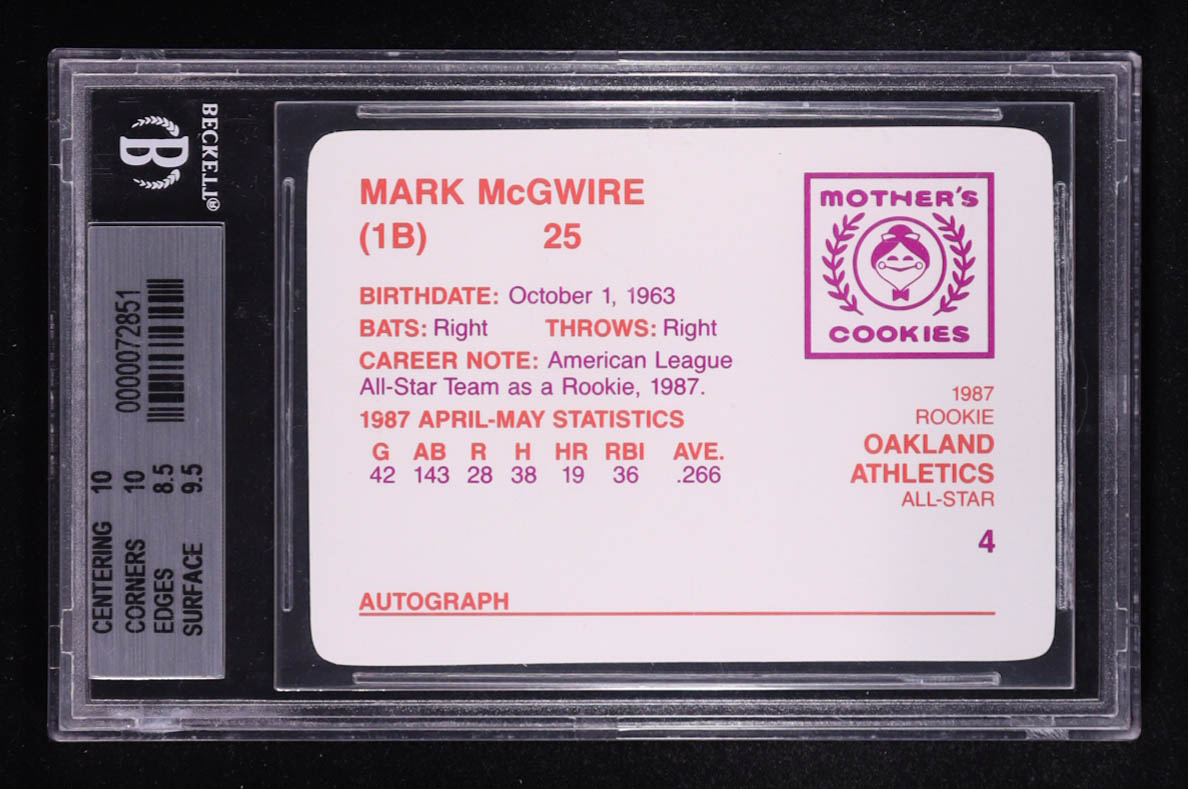 BECKETT®
B
0000072851
CENTERING 10
CORNERS 10
EDGES 8.5
SURFACE 9.5
MARK McGWIRE
(1B) 25
BIRTHDATE: October 1, 1963
BATS: Right THROWS: Right
CAREER NOTE: American League
All-Star Team as a Rookie, 1987.
1987 APRIL-MAY STATISTICS
G AB R H HR RBI AVE.
42 143 28 38 19 36 .266
MOTHER'S
COOKIES
1987
ROOKIE
OAKLAND
ATHLETICS
ALL-STAR
4
AUTOGRAPH